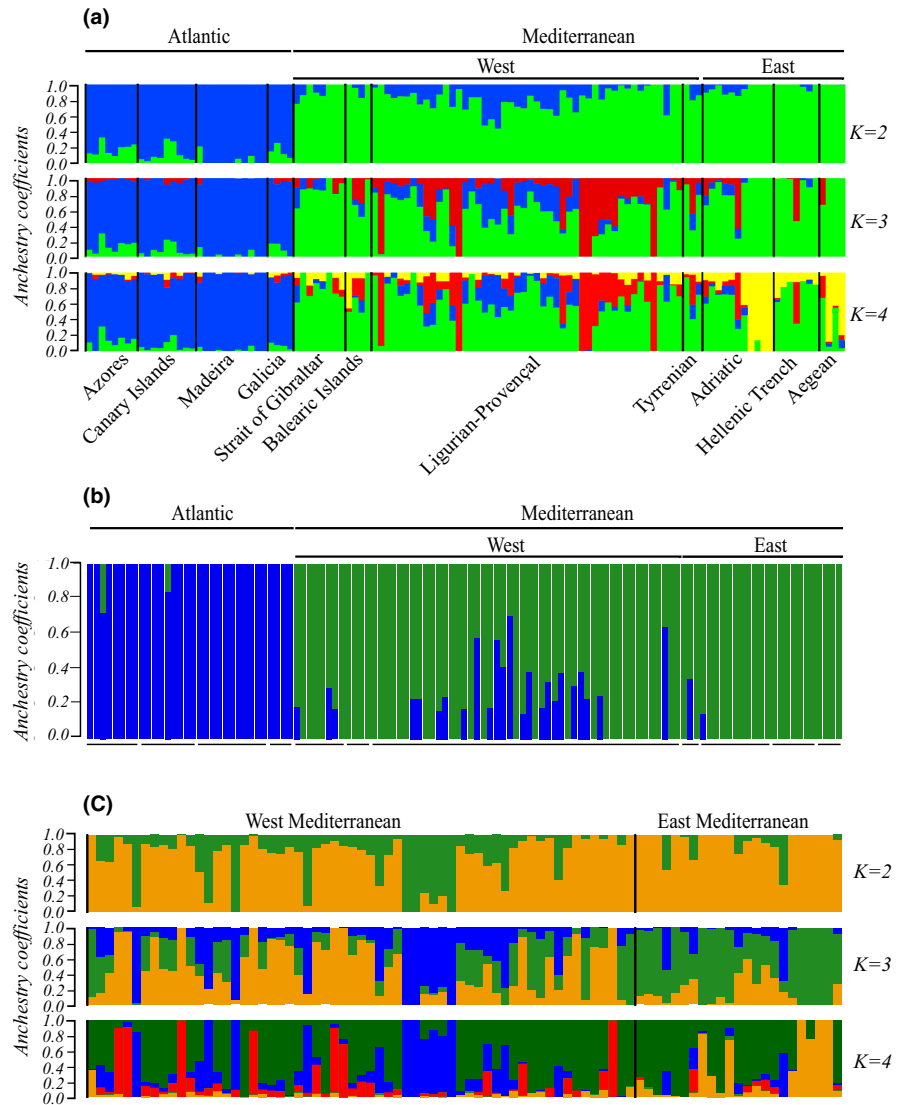 (a)
Atlantic Mediterranean
West East
1.0
0.8
0.6
0.4
0.2
0.0
K=2
1.0
0.8
0.6
0.4
0.2
0.0
K=3
1.0
0.8
0.6
0.4
0.2
0.0
K=4
Anchestry coefficients
Azores
Canary Islands
Madeira
Galicia
Strait of Gibraltar
Balearic Islands
Ligurian-Provençal
Tyrrenian
Adriatic
Hellenic Trench
Aegean
(b)
Atlantic Mediterranean
West East
1.0
0.8
0.6
0.4
0.2
0.0
Anchestry coefficients
(C)
West Mediterranean East Mediterranean
1.0
0.8
0.6
0.4
0.2
0.0
K=2
1.0
0.8
0.6
0.4
0.2
0.0
K=3
1.0
0.8
0.6
0.4
0.2
0.0
K=4
Anchestry coefficients